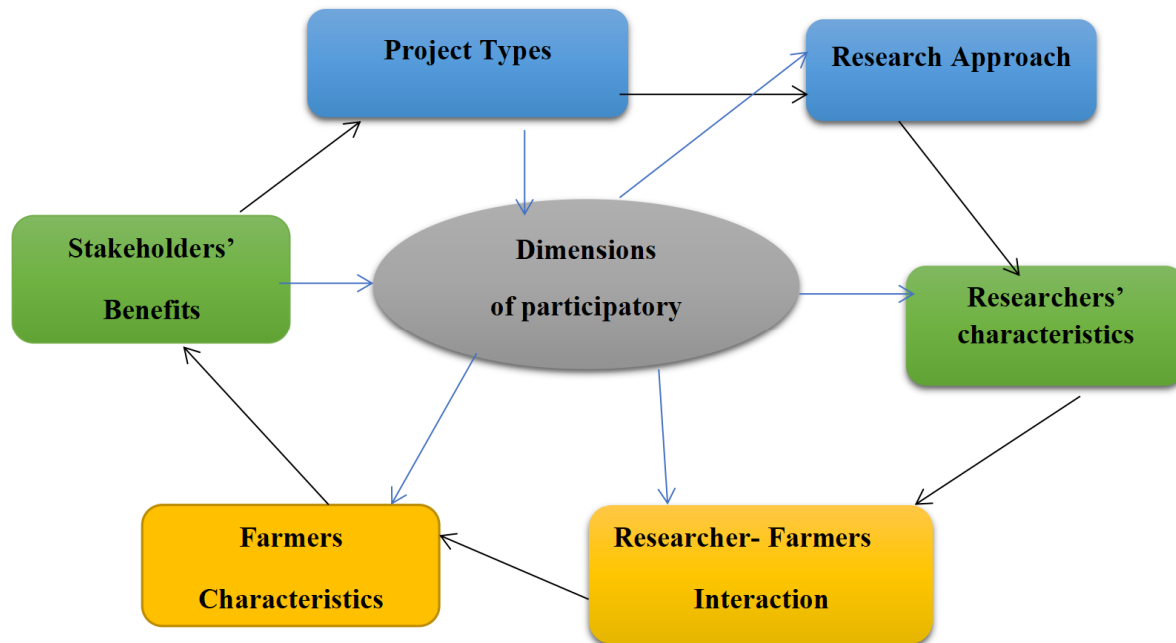 Project Types
Research Approach
Stakeholders’
Benefits
Dimensions
of participatory
Researchers’
characteristics
Farmers
Characteristics
Researcher- Farmers
Interaction